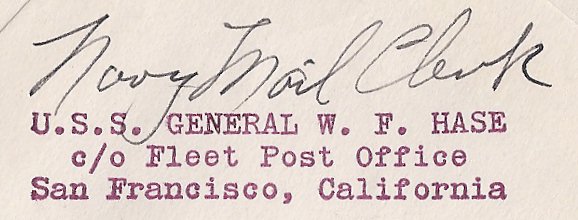 Navy Mail Clerk
U.S.S. GENERAL W. F. HASE
c/o Fleet Post Office
San Francisco, California